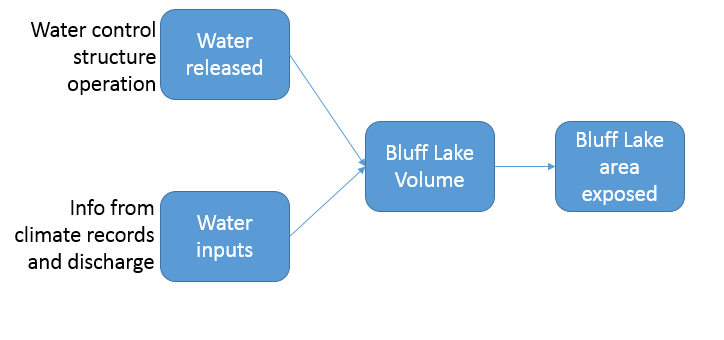 Water control
structure
operation
Water
released
Info from
climate records
and discharge
Water
inputs
Bluff Lake
Volume
Bluff Lake
area
exposed